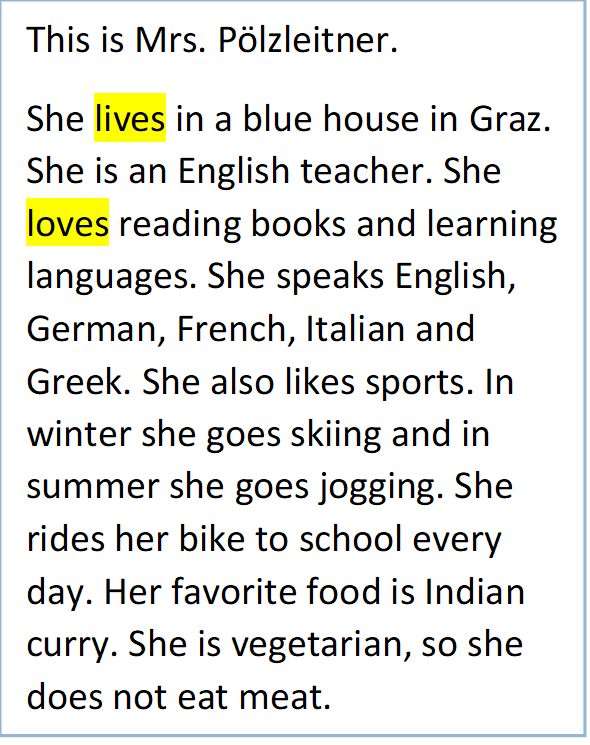 This is Mrs. Pölzleitner.
She lives in a blue house in Graz.
She is an English teacher. She
loves reading books and learning
languages. She speaks English,
German, French, Italian and
Greek. She also likes sports. In
winter she goes skiing and in
summer she goes jogging. She
rides her bike to school every
day. Her favorite food is Indian
curry. She is vegetarian, so she
does not eat meat.